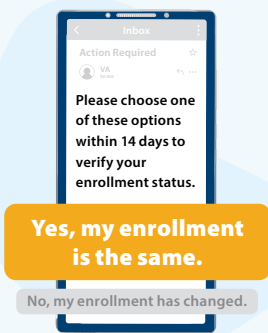 Inbox
Action Required
VA
Please choose one
of these options
within 14 days to
verify your
enrollment status.
Yes, my enrollment
is the same.
No, my enrollment has changed.